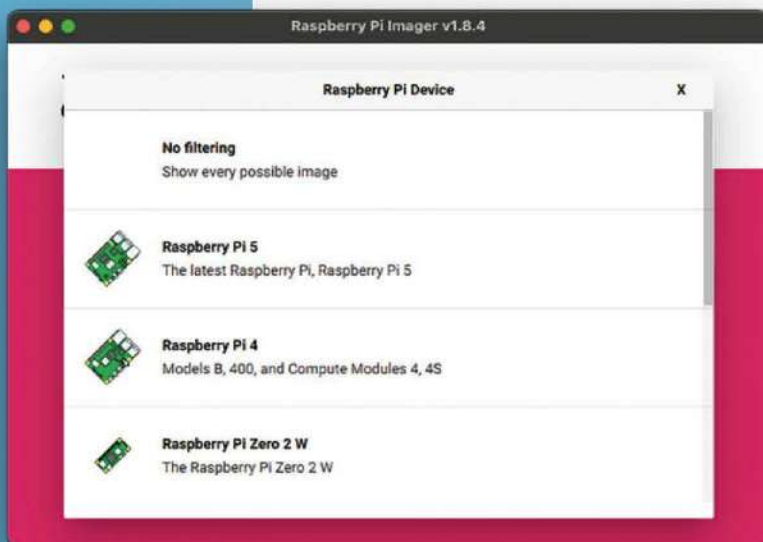 Raspberry Pi Imager v1.8.4
Raspberry Pi Device
X
No filtering
Show every possible image
Raspberry Pi 5
The latest Raspberry Pi, Raspberry Pi 5
Raspberry Pi 4
Models B, 400, and Compute Modules 4, 4S
Raspberry Pi Zero 2 W
The Raspberry Pi Zero 2 W